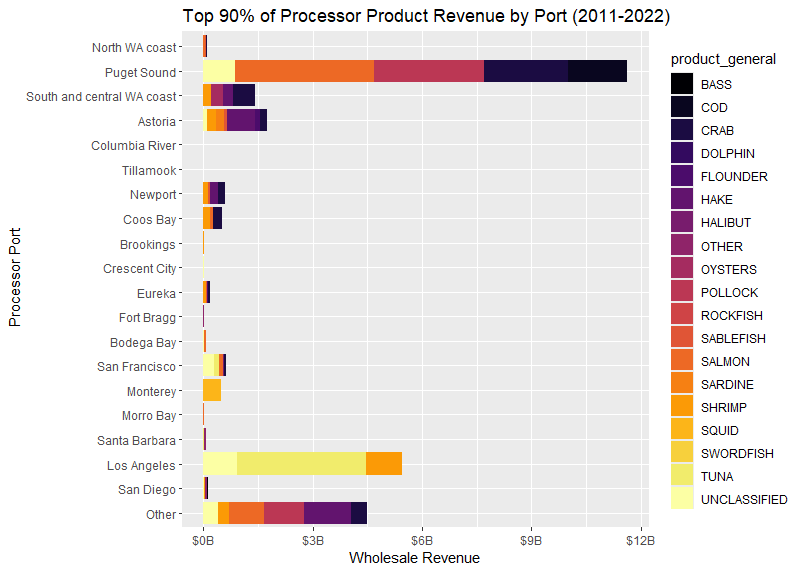 Top 90% of Processor Product Revenue by Port (2011-2022)
Processor Port
North WA coast
Puget Sound
South and central WA coast
Astoria
Columbia River
Tillamook
Newport
Coos Bay
Brookings
Crescent City
Eureka
Fort Bragg
Bodega Bay
San Francisco
Monterey
Morro Bay
Santa Barbara
Los Angeles
San Diego
Other
$0B $3B $6B $9B $12B
Wholesale Revenue
product_general
BASS
COD
CRAB
DOLPHIN
FLOUNDER
HAKE
HALIBUT
OTHER
OYSTERS
POLLOCK
ROCKFISH
SABLEFISH
SALMON
SARDINE
SHRIMP
SQUID
SWORDFISH
TUNA
UNCLASSIFIED